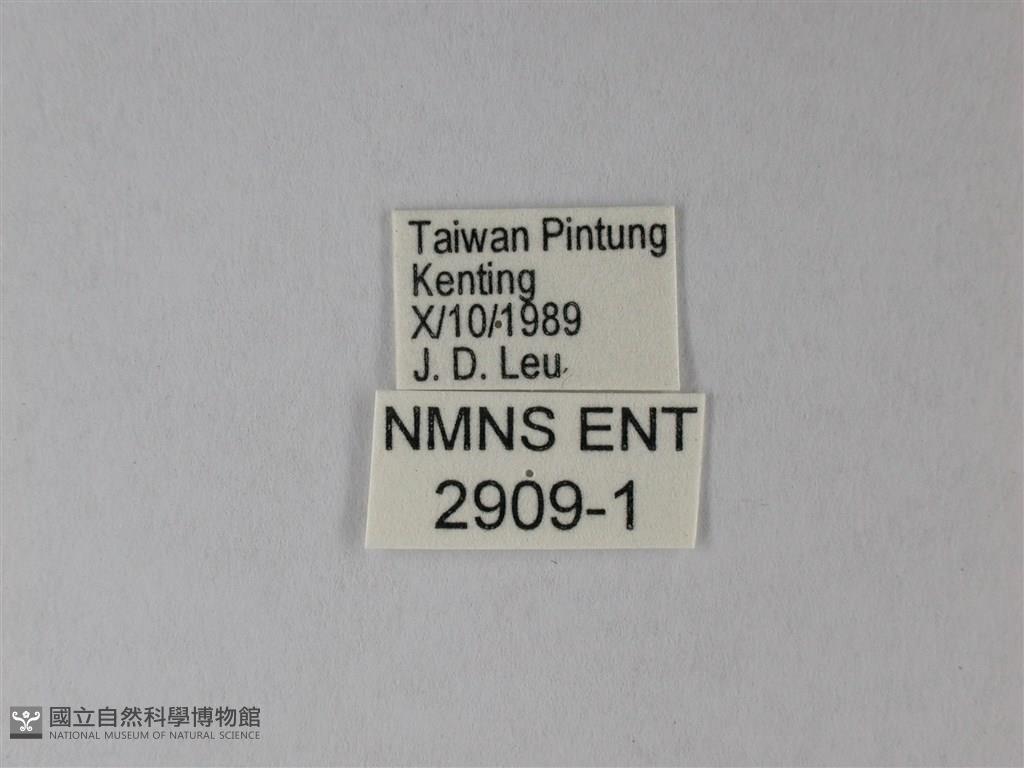 Taiwan Pintung
Kenting
X/10/1989
J. D. Leu
NMNS ENT
2909-1
國立自然科學博物館
NATIONAL MUSEUM OF NATURAL SCIENCE